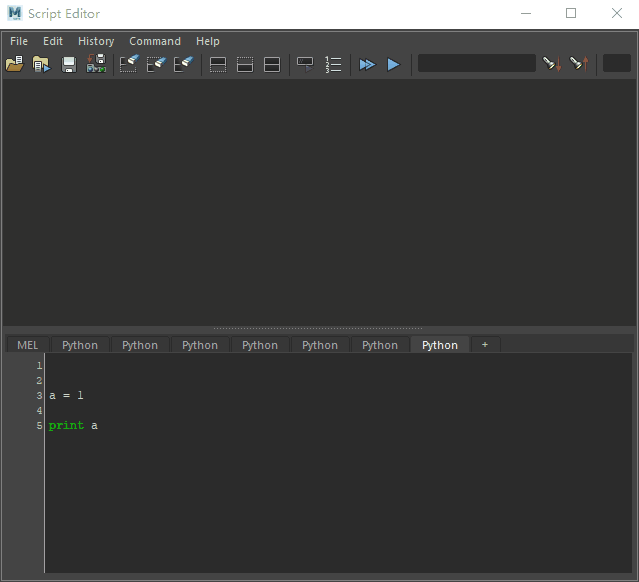 Script Editor
File Edit History Command Help
MEL Python Python Python Python Python Python Python +
1
2
3 a = 1
4
5 print a